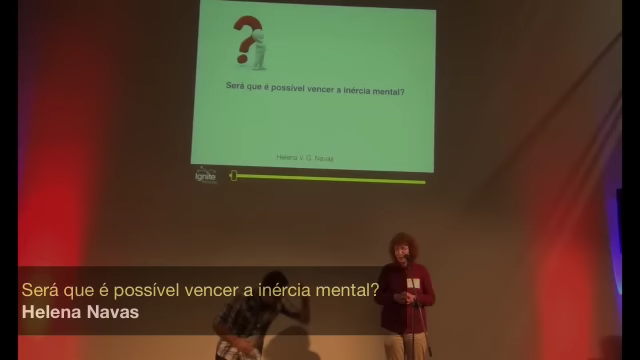 Será que é possível vencer a inércia mental?
Helena V. G. Navas
Ignite
Será que é possível vencer a inércia mental?
Helena Navas